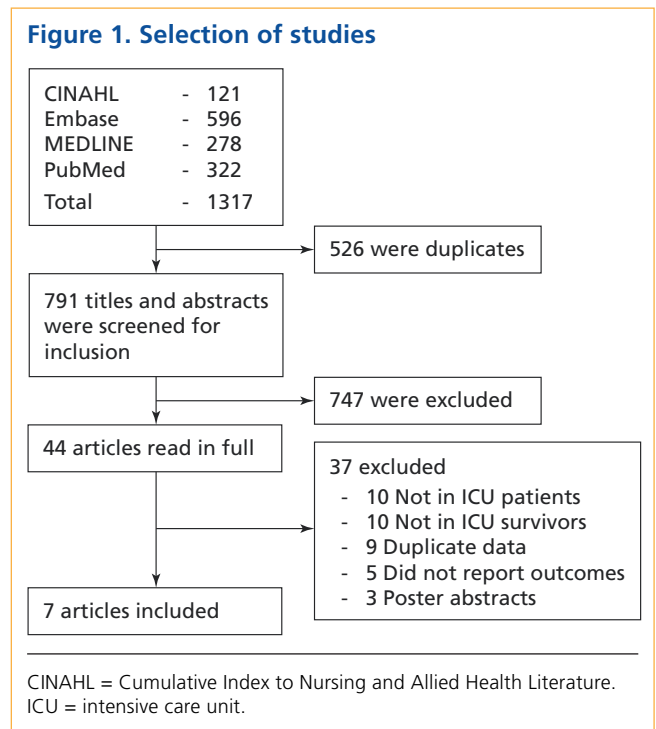 Figure 1. Selection of studies
CINAHL - 121
Embase - 596
MEDLINE - 278
PubMed - 322
Total - 1317
526 were duplicates
791 titles and abstracts
were screened for
inclusion
747 were excluded
44 articles read in full
37 excluded
- 10 Not in ICU patients
- 10 Not in ICU survivors
- 9 Duplicate data
- 5 Did not report outcomes
- 3 Poster abstracts
7 articles included
CINAHL = Cumulative Index to Nursing and Allied Health Literature.
ICU = intensive care unit.